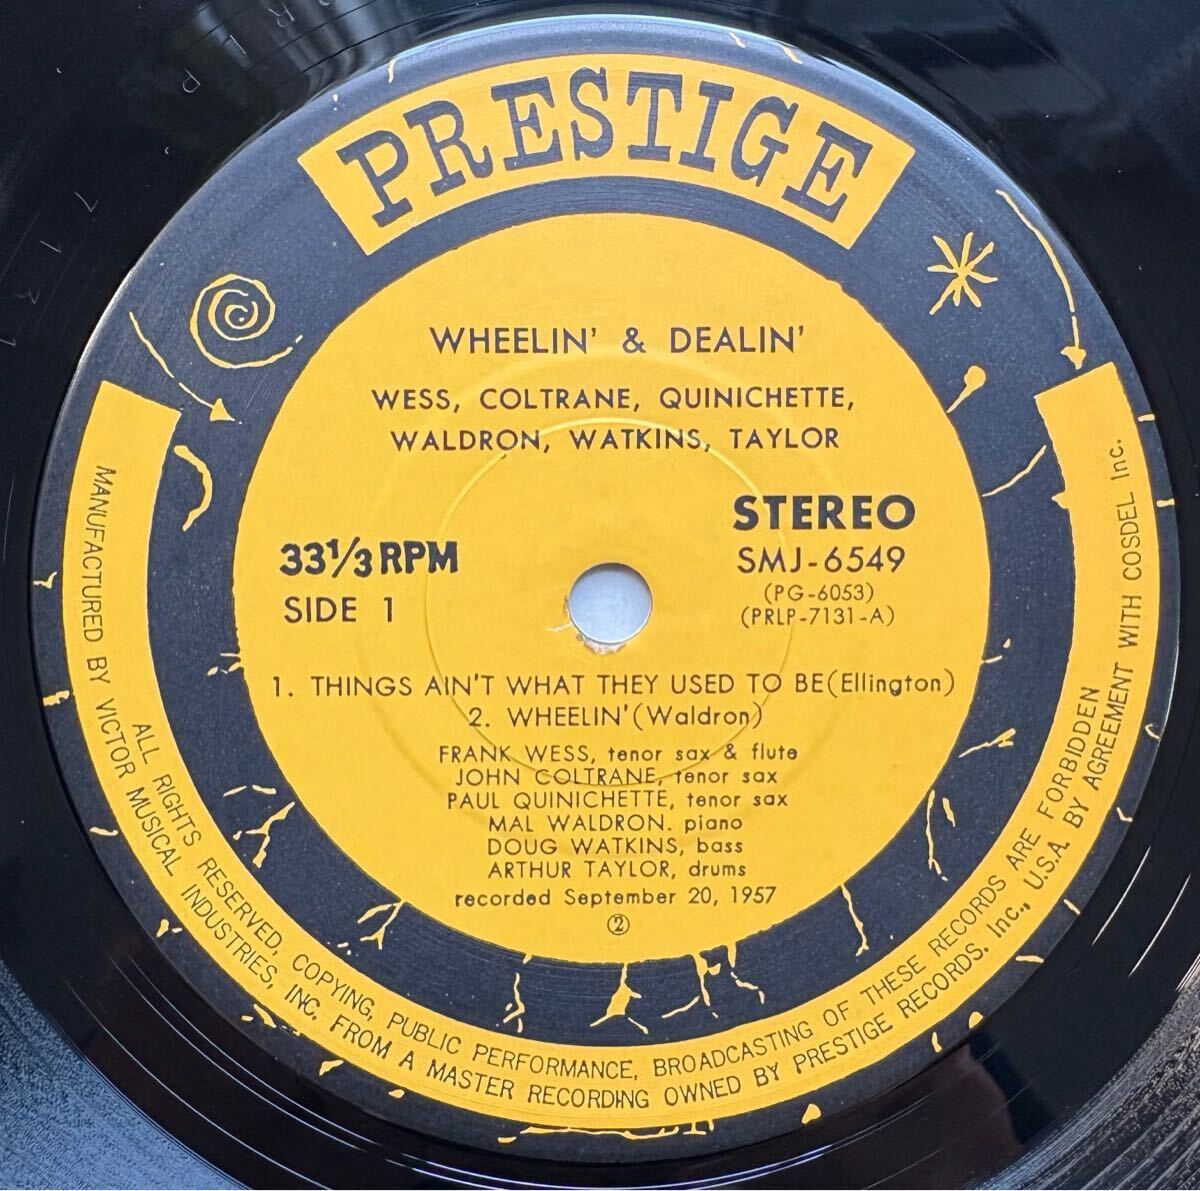 PRESTIGE
WHEELIN' & DEALIN'
WESS, COLTRANE, QUINICHETTE,
WALDRON, WATKINS, TAYLOR
STEREO
33 1/3 RPM
SMJ-6549
SIDE 1
(PG-6053)
(PRLP-7131-A)
1. THINGS AIN'T WHAT THEY USED TO BE(Ellington)
2. WHEELIN'(Waldron)
FRANK WESS, tenor sax & flute
JOHN COLTRANE, tenor sax
PAUL QUINICHETTE, tenor sax
MAL WALDRON. piano
DOUG WATKINS, bass
ARTHUR TAYLOR, drums
recorded September 20, 1957
②
ALL RIGHTS RESERVED, COPYING, PUBLIC PERFORMANCE, BROADCASTING OF THESE RECORDS ARE FORBIDDEN
MANUFACTURED BY VICTOR MUSICAL INDUSTRIES, INC. FROM A MASTER RECORDING OWNED BY PRESTIGE RECORDS. Inc., U.S.A. BY AGREEMENT WITH COSDEL Inc.